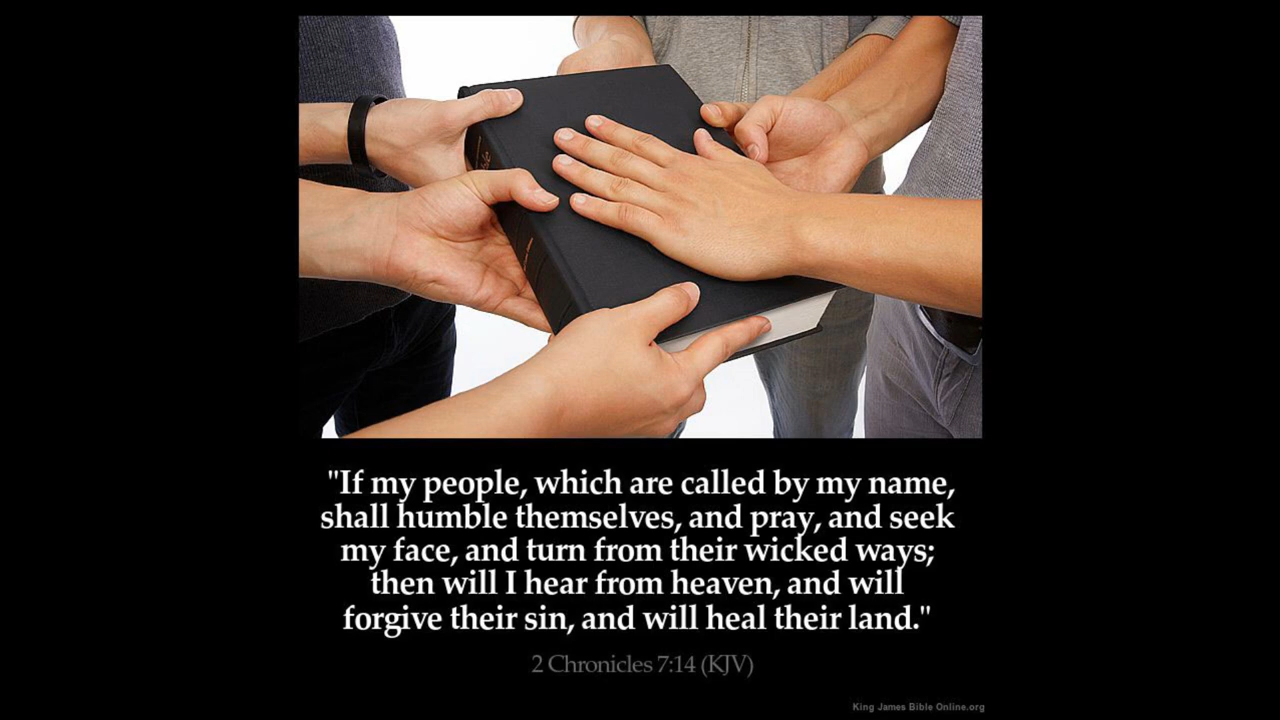 "If my people, which are called by my name,
shall humble themselves, and pray, and seek
my face, and turn from their wicked ways;
then will I hear from heaven, and will
forgive their sin, and will heal their land."
2 Chronicles 7:14 (KJV)
King James Bible Online.org